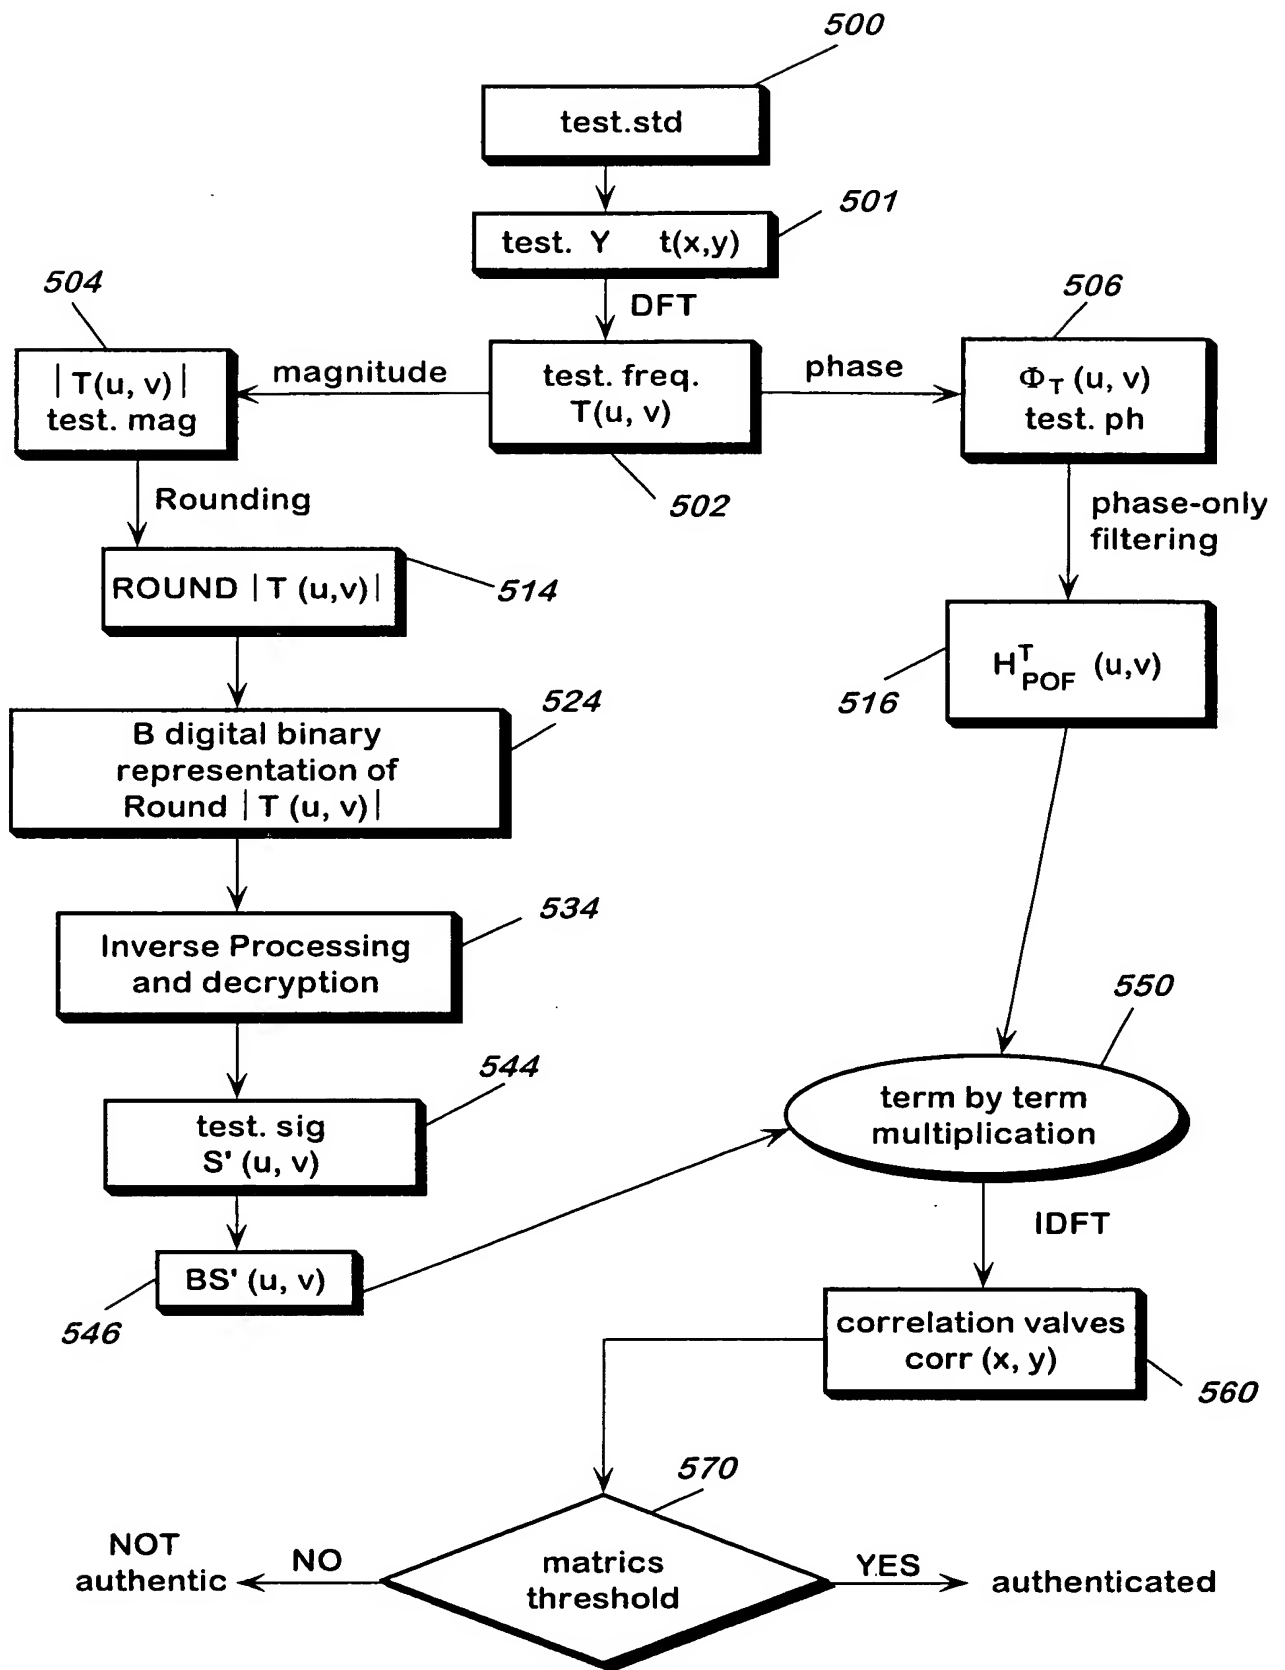 500
test.std
501
test. Y t(x,y)
DFT
504
506
|T(u, v)|
test. mag
magnitude
test. freq.
T(u, v)
phase
Φ_T (u, v)
test. ph
502
Rounding
phase-only
filtering
ROUND |T (u,v)|
514
H^T_POF (u,v)
516
524
B digital binary
representation of
Round |T (u, v)|
534
Inverse Processing
and decryption
550
544
term by term
multiplication
test. sig
S' (u, v)
IDFT
BS' (u, v)
546
correlation valves
corr (x, y)
560
570
NOT
authentic
NO
matrics
threshold
YES
authenticated